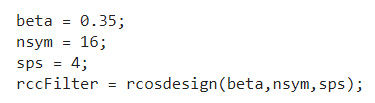 beta = 0.35;
nsym = 16;
sps = 4;
rccFilter = rcosdesign(beta,nsym,sps);